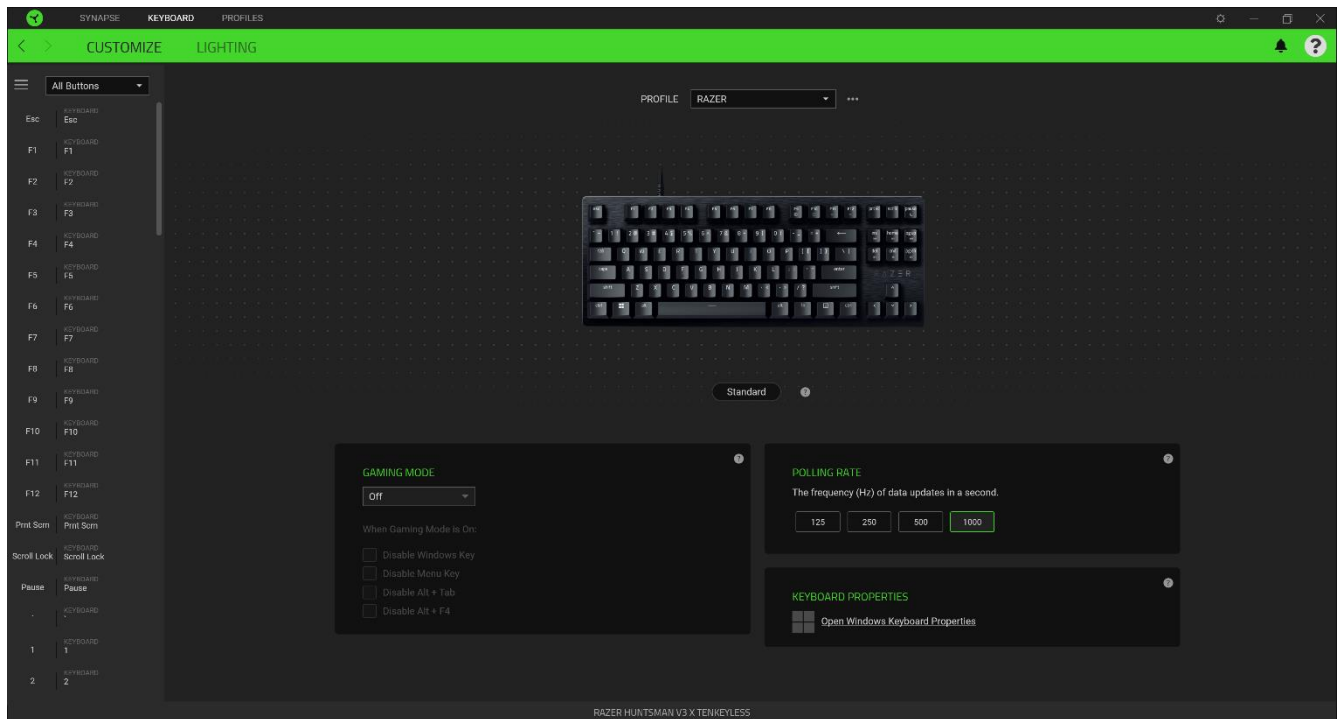 SYNAPSE KEYBOARD PROFILES
CUSTOMIZE LIGHTING
All Buttons
PROFILE RAZER
Esc KEYBOARD Esc
F1 KEYBOARD F1
F2 KEYBOARD F2
F3 KEYBOARD F3
F4 KEYBOARD F4
F5 KEYBOARD F5
F6 KEYBOARD F6
F7 KEYBOARD F7
F8 KEYBOARD F8
F9 KEYBOARD F9
F10 KEYBOARD F10
F11 KEYBOARD F11
F12 KEYBOARD F12
Prnt Scrn KEYBOARD Prnt Scrn
Scroll Lock KEYBOARD Scroll Lock
Pause KEYBOARD Pause
KEYBOARD
1 KEYBOARD 1
2 KEYBOARD 2
Standard
GAMING MODE
Off
When Gaming Mode is On:
Disable Windows Key
Disable Menu Key
Disable Alt + Tab
Disable Alt + F4
POLLING RATE
The frequency (Hz) of data updates in a second.
125 250 500 1000
KEYBOARD PROPERTIES
Open Windows Keyboard Properties
RAZER HUNTSMAN V3 X TENKEYLESS